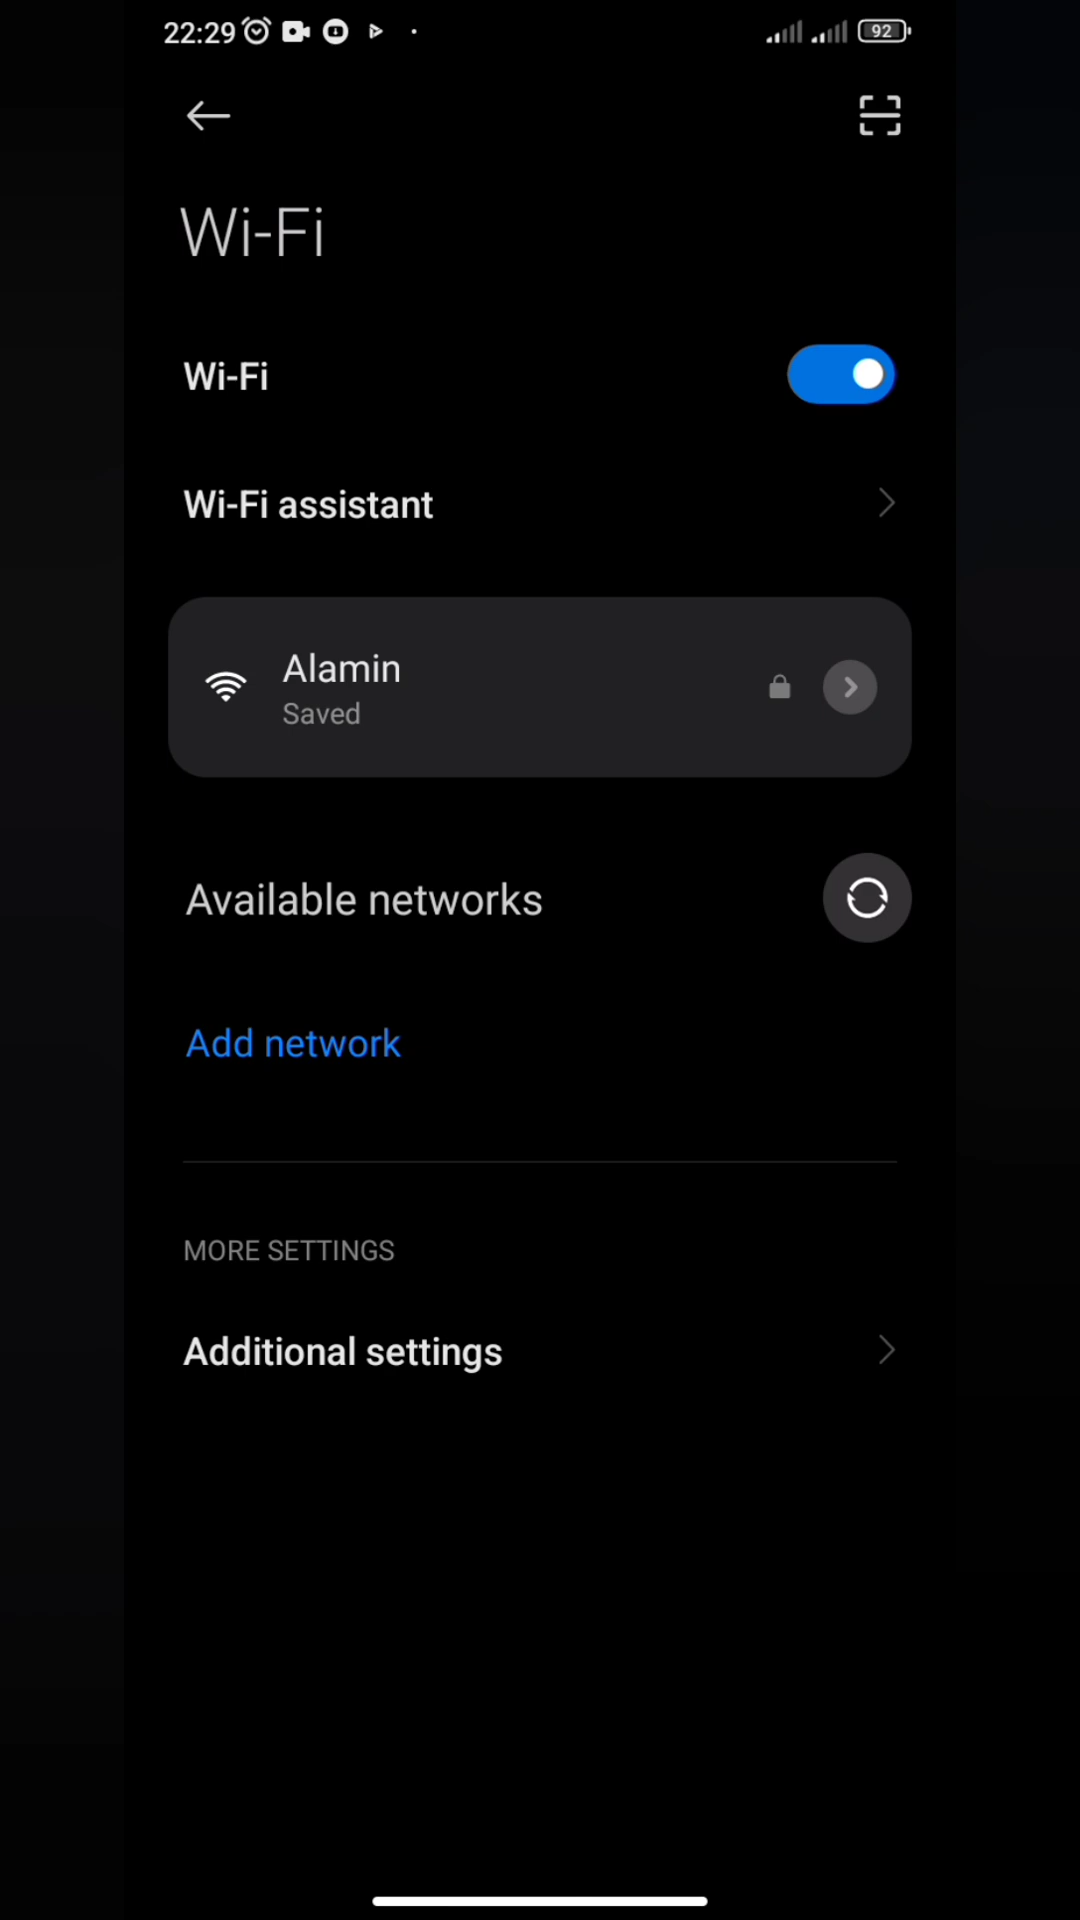 22:29
92
Wi-Fi
Wi-Fi
Wi-Fi assistant
Alamin
Saved
Available networks
Add network
MORE SETTINGS
Additional settings